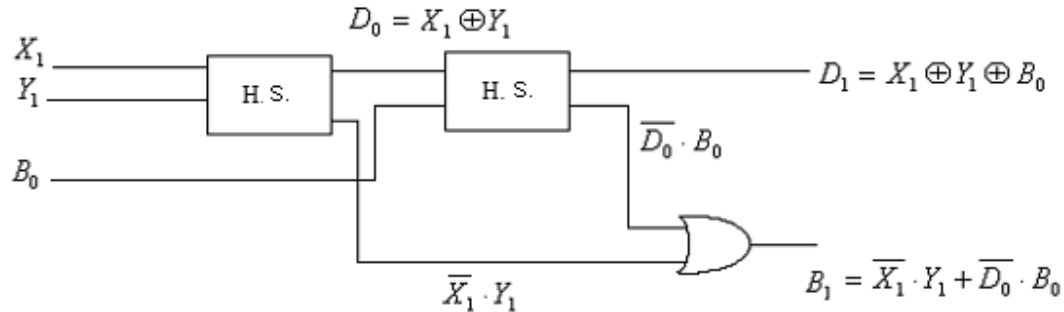 D₀ = X₁ ⊕ Y₁
X₁
Y₁
H. S.
H. S.
D₁ = X₁ ⊕ Y₁ ⊕ B₀
B₀
D̅₀̅ · B₀
X̅₁̅ · Y₁
B₁ = X̅₁̅ · Y₁ + D̅₀̅ · B₀